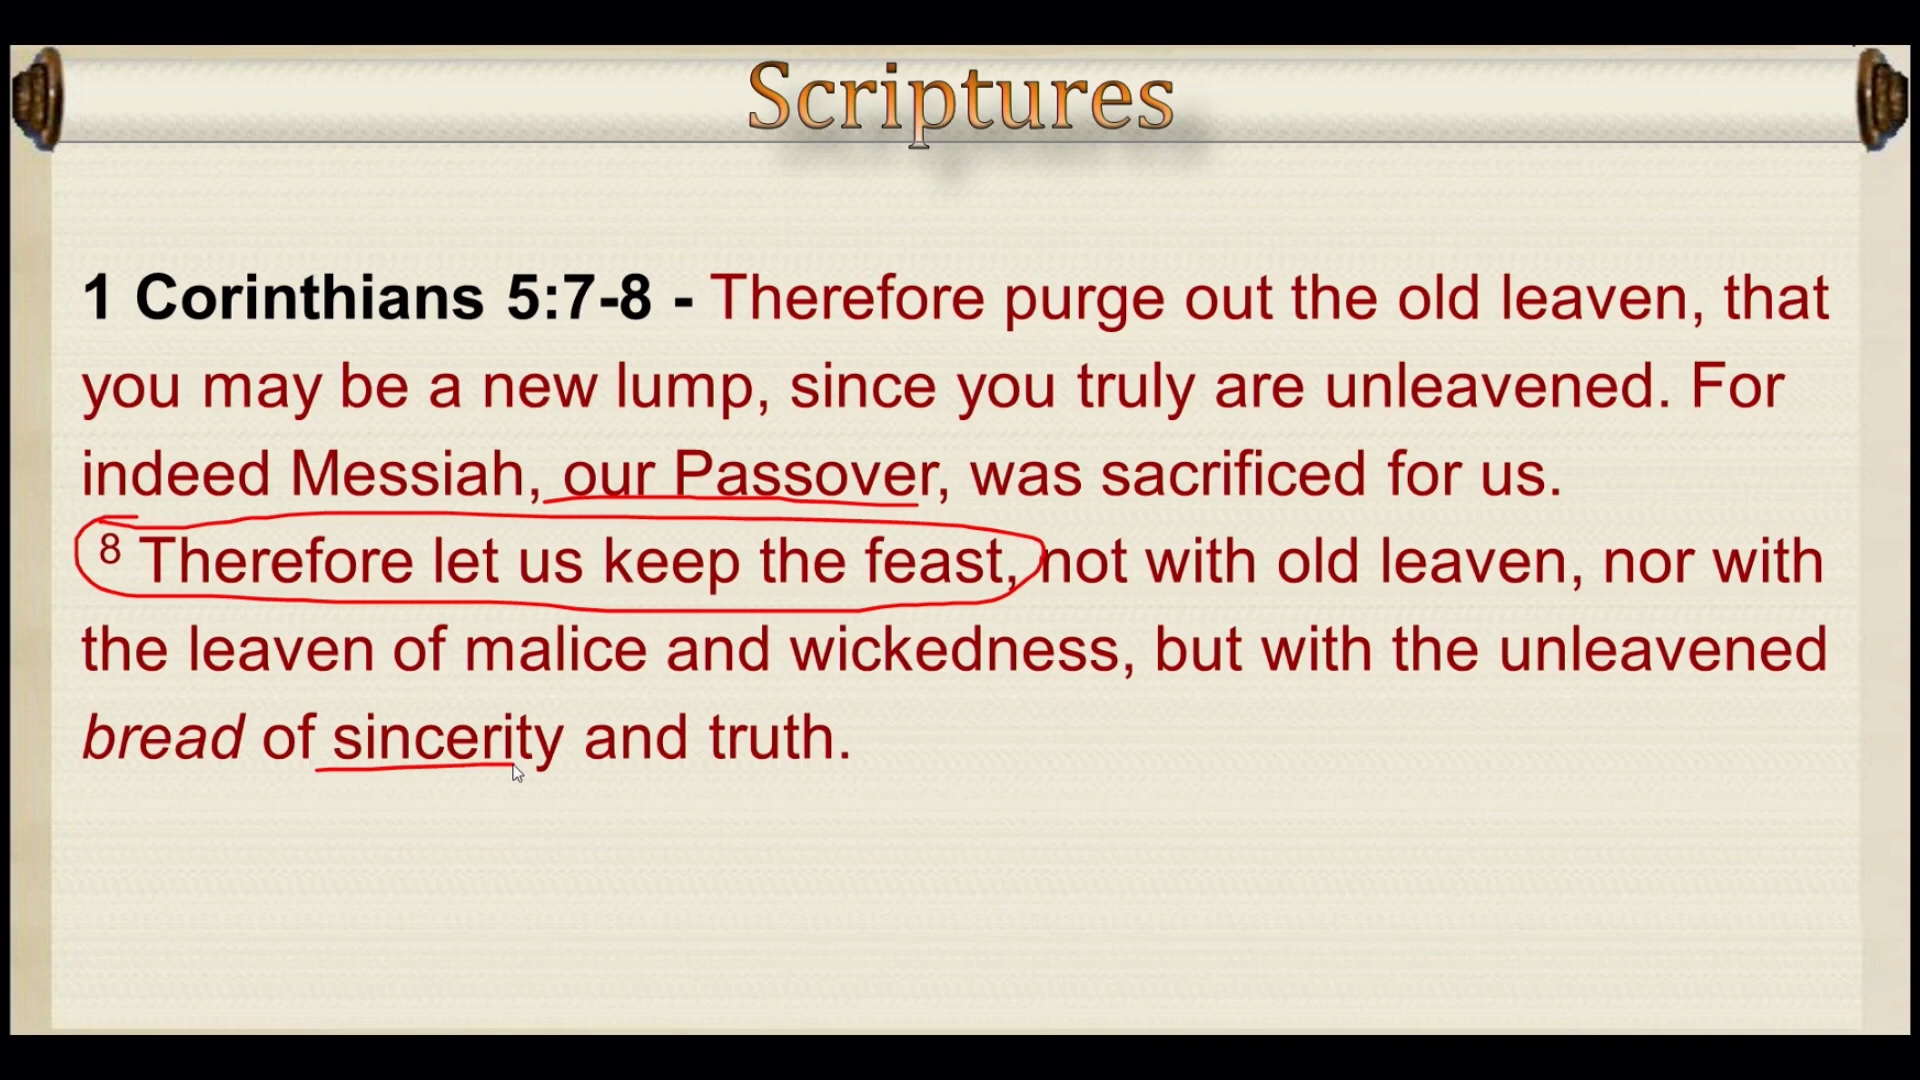 Scriptures
1 Corinthians 5:7-8 - Therefore purge out the old leaven, that
you may be a new lump, since you truly are unleavened. For
indeed Messiah, our Passover, was sacrificed for us.
8 Therefore let us keep the feast, not with old leaven, nor with
the leaven of malice and wickedness, but with the unleavened
bread of sincerity and truth.